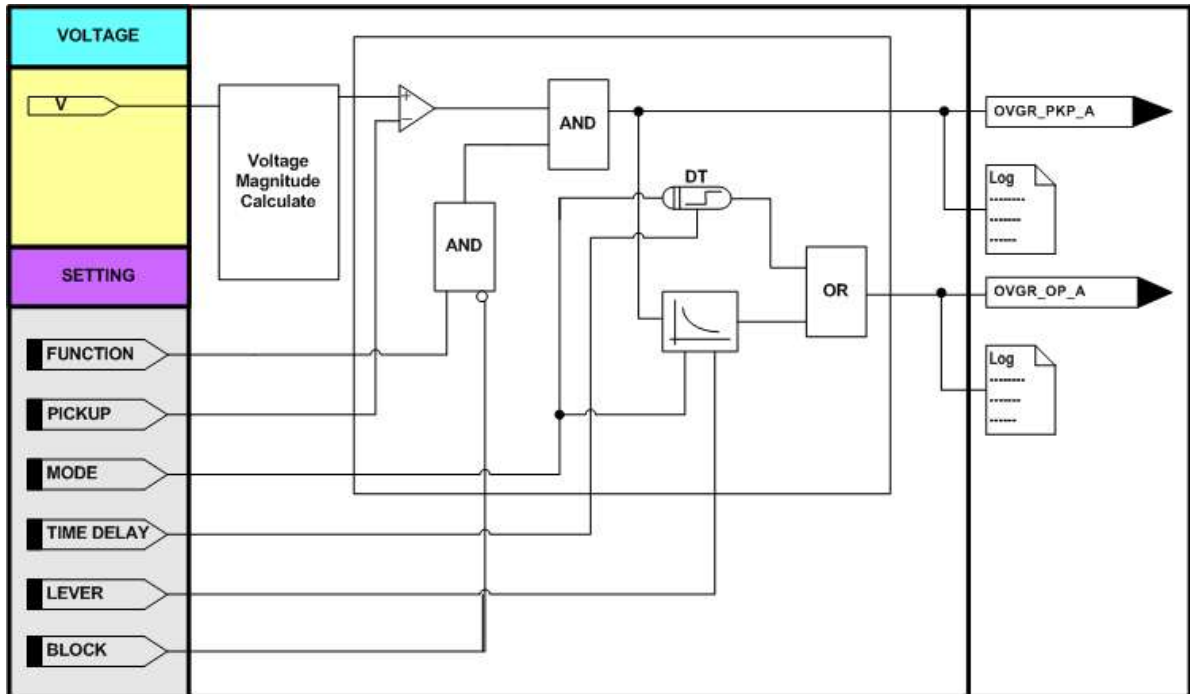 VOLTAGE
V
SETTING
FUNCTION
PICKUP
MODE
TIME DELAY
LEVER
BLOCK
Voltage
Magnitude
Calculate
+
−
AND
AND
DT
OR
OVGR_PKP_A
Log
OVGR_OP_A
Log